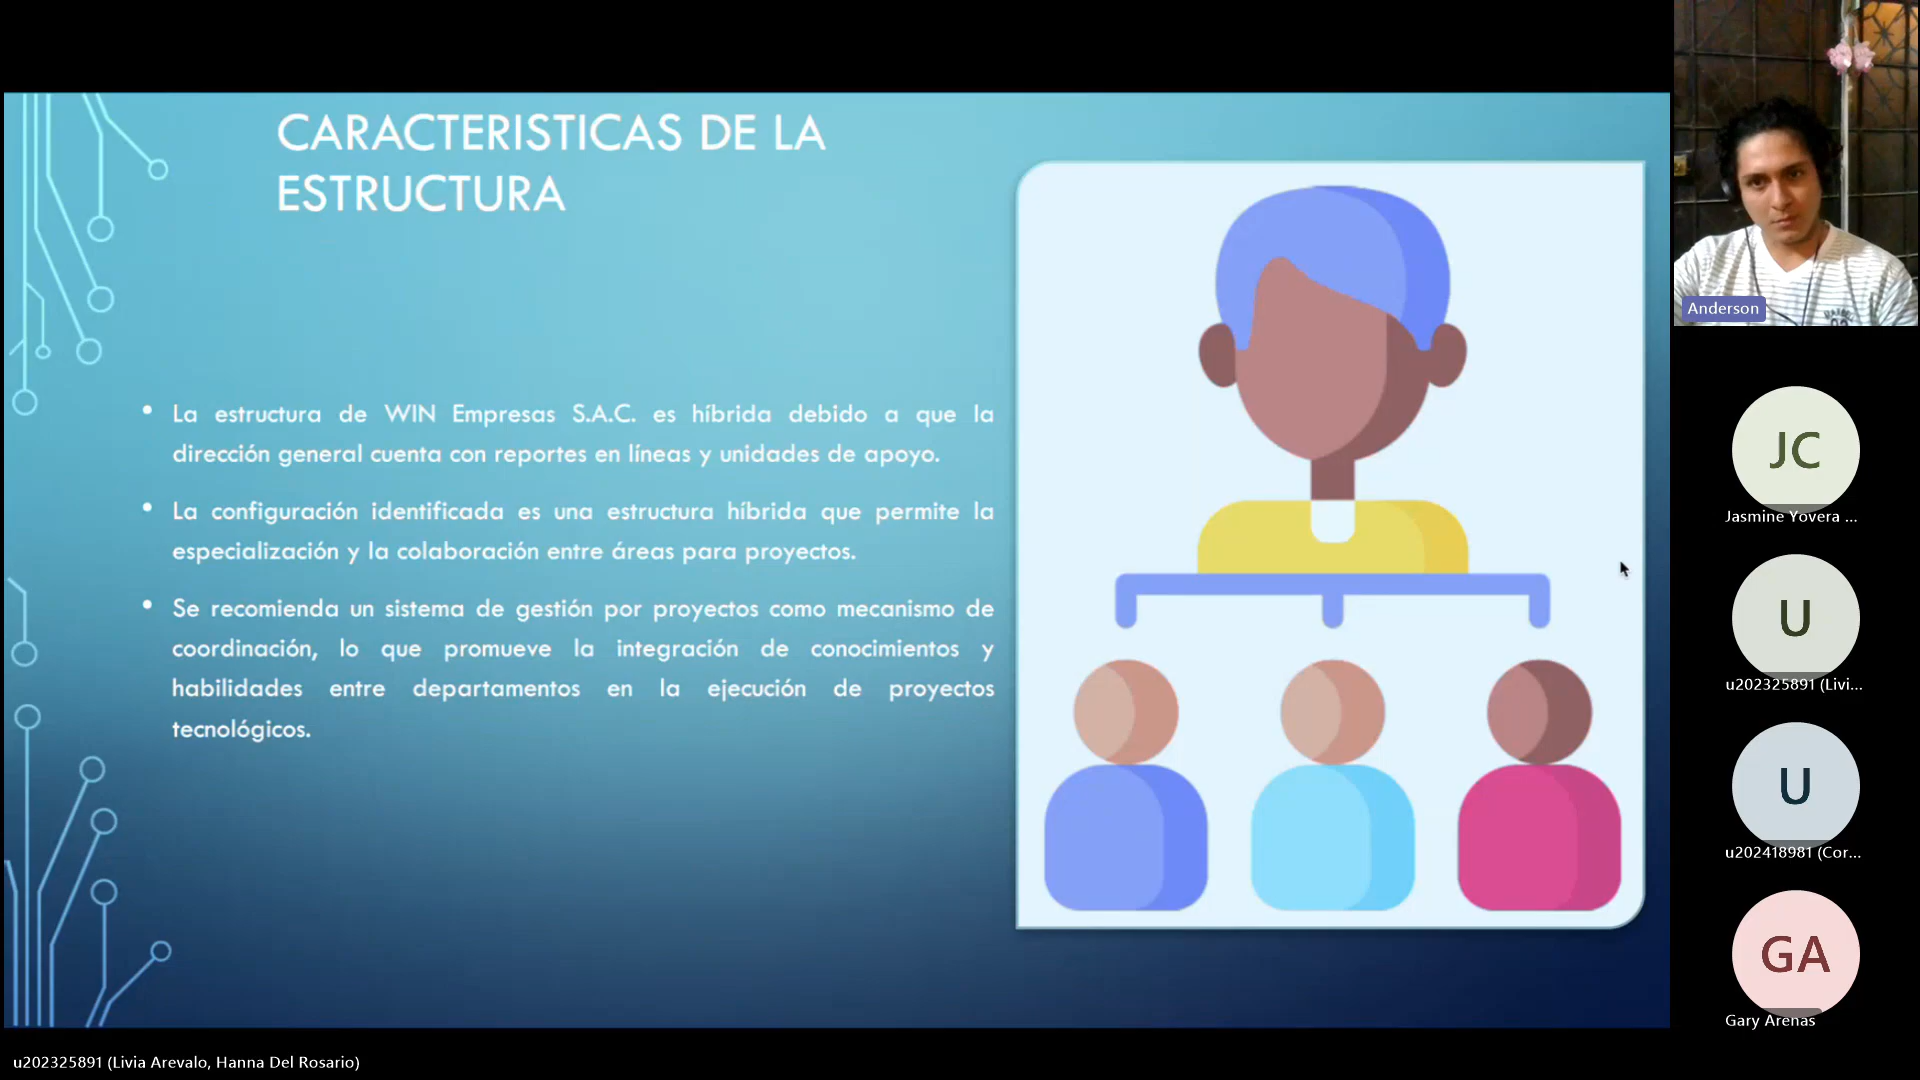 CARACTERISTICAS DE LA
ESTRUCTURA
• La estructura de WIN Empresas S.A.C. es híbrida debido a que la
dirección general cuenta con reportes en líneas y unidades de apoyo.
• La configuración identificada es una estructura híbrida que permite la
especialización y la colaboración entre áreas para proyectos.
• Se recomienda un sistema de gestión por proyectos como mecanismo de
coordinación, lo que promueve la integración de conocimientos y
habilidades entre departamentos en la ejecución de proyectos
tecnológicos.
Anderson
JC
Jasmine Yovera ...
U
u202325891 (Livi...
U
u202418981 (Cor...
GA
Gary Arenas
u202325891 (Livia Arevalo, Hanna Del Rosario)